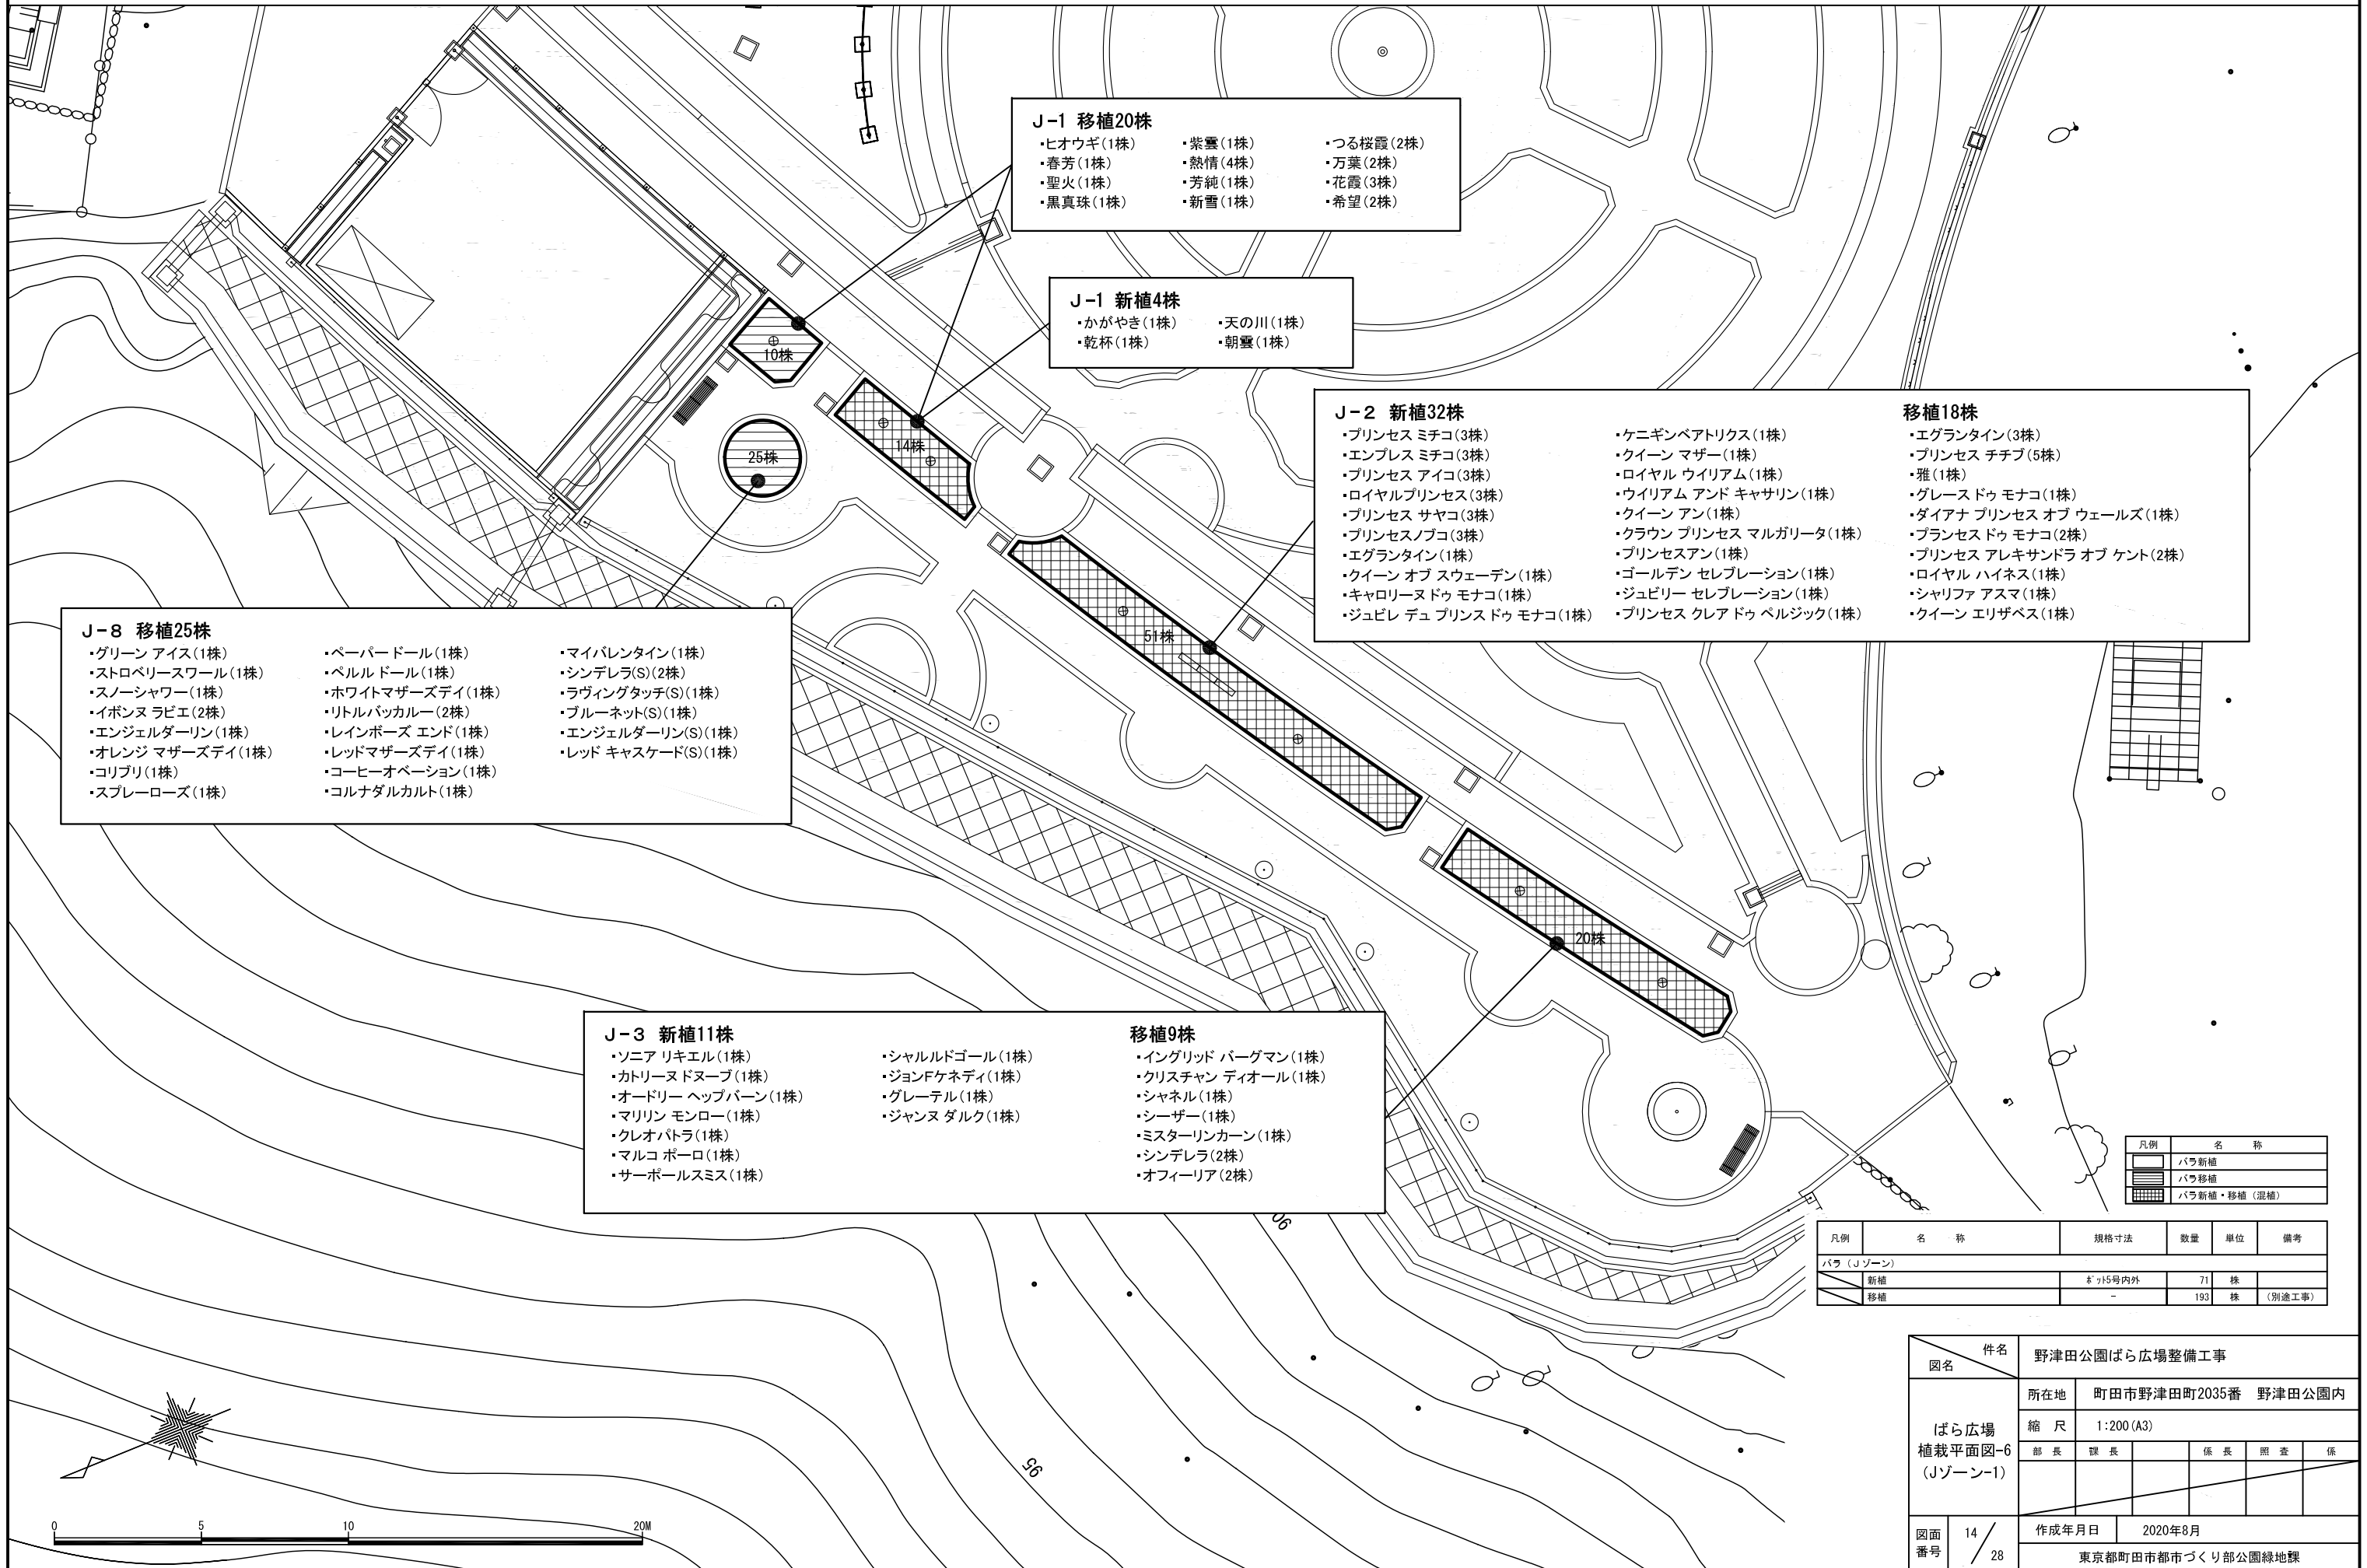 J-1 移植20株
・ヒオウギ(1株) ・紫雲(1株) ・つる桜霞(2株)
・春芳(1株) ・熱情(4株) ・万葉(2株)
・聖火(1株) ・芳純(1株) ・花霞(3株)
・黒真珠(1株) ・新雪(1株) ・希望(2株)
J-1 新植4株
・かがやき(1株) ・天の川(1株)
・乾杯(1株) ・朝雲(1株)
10株
14株
25株
51株
20株
J-2 新植32株
・プリンセス ミチコ(3株)
・エンプレス ミチコ(3株)
・プリンセス アイコ(3株)
・ロイヤルプリンセス(3株)
・プリンセス サヤコ(3株)
・プリンセスノブコ(3株)
・エグランタイン(1株)
・クイーン オブ スウェーデン(1株)
・キャロリーヌ ドゥ モナコ(1株)
・ジュビレ デュ プリンス ドゥ モナコ(1株)
・ケニギンベアトリクス(1株)
・クイーン マザー(1株)
・ロイヤル ウイリアム(1株)
・ウイリアム アンド キャサリン(1株)
・クイーン アン(1株)
・クラウン プリンセス マルガリータ(1株)
・プリンセスアン(1株)
・ゴールデン セレブレーション(1株)
・ジュビリー セレブレーション(1株)
・プリンセス クレア ドゥ ベルジック(1株)
移植18株
・エグランタイン(3株)
・プリンセス チチブ(5株)
・雅(1株)
・グレース ドゥ モナコ(1株)
・ダイアナ プリンセス オブ ウェールズ(1株)
・プランセス ドゥ モナコ(2株)
・プリンセス アレキサンドラ オブ ケント(2株)
・ロイヤル ハイネス(1株)
・シャリファ アスマ(1株)
・クイーン エリザベス(1株)
J-8 移植25株
・グリーン アイス(1株)
・ストロベリースワール(1株)
・スノーシャワー(1株)
・イボンヌ ラビエ(2株)
・エンジェルダーリン(1株)
・オレンジ マザーズデイ(1株)
・コリブリ(1株)
・スプレーローズ(1株)
・ペーパードール(1株)
・ペルル ドール(1株)
・ホワイトマザーズデイ(1株)
・リトルバッカルー(2株)
・レインボーズ エンド(1株)
・レッドマザーズデイ(1株)
・コーヒーオベーション(1株)
・コルナダルカルト(1株)
・マイバレンタイン(1株)
・シンデレラ(S)(2株)
・ラヴィングタッチ(S)(1株)
・ブルーネット(S)(1株)
・エンジェルダーリン(S)(1株)
・レッド キャスケード(S)(1株)
J-3 新植11株
・ソニア リキエル(1株)
・カトリーヌ ドヌーブ(1株)
・オードリー ヘップバーン(1株)
・マリリン モンロー(1株)
・クレオパトラ(1株)
・マルコ ポーロ(1株)
・サーポールスミス(1株)
・シャルルドゴール(1株)
・ジョンFケネディ(1株)
・グレーテル(1株)
・ジャンヌ ダルク(1株)
移植9株
・イングリッド バーグマン(1株)
・クリスチャン ディオール(1株)
・シャネル(1株)
・シーザー(1株)
・ミスターリンカーン(1株)
・シンデレラ(2株)
・オフィーリア(2株)
90
95
凡例 名 称
バラ新植
バラ移植
バラ新植・移植(混植)
凡例 名 称 規格寸法 数量 単位 備考
バラ(Jゾーン)
新植 ポット5号内外 71 株
移植 - 193 株 (別途工事)
0 5 10 20M
件名 野津田公園ばら広場整備工事
図名
ばら広場
植栽平面図-6
(Jゾーン-1)
所在地 町田市野津田町2035番 野津田公園内
縮尺 1:200(A3)
部長 課長 係長 照査 係
図面番号 14/28
作成年月日 2020年8月
東京都町田市都市づくり部公園緑地課